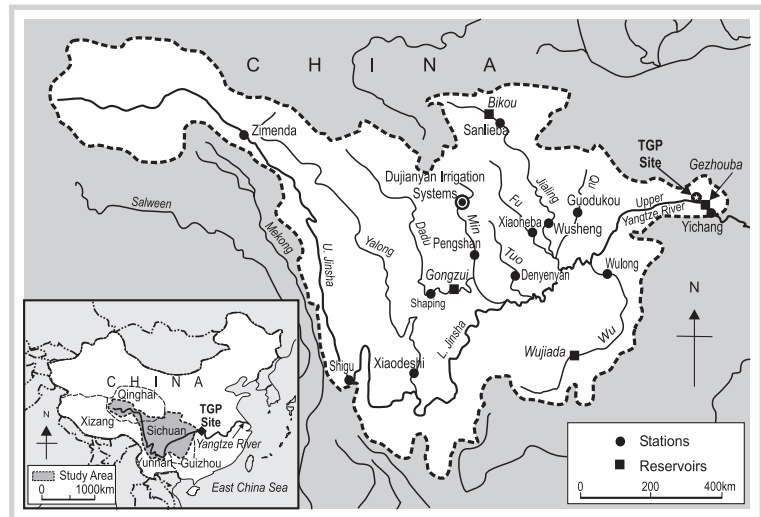 C H I N A
Bikou
Sanlieba
Zimenda
TGP
Site
Gezhouba
Dujianyan Irrigation
Systems
Jialing
Qu
Guodukou
Upper
Yangtze River
Yichang
Fu
Xiaoheba
Wusheng
Salween
Mekong
U. Jinsha
Yalong
Dadu
Min
Pengshan
Tuo
Denyenyan
Wulong
Gongzui
Shaping
L. Jinsha
Wujiada
Wu
N
Shigu
Xiaodeshi
C H I N A
Qinghai
Xizang
Sichuan
TGP
Site
Yangtze River
Yunnan
Guizhou
N
Study Area
0 1000km
East China Sea
Stations
Reservoirs
0 200 400km